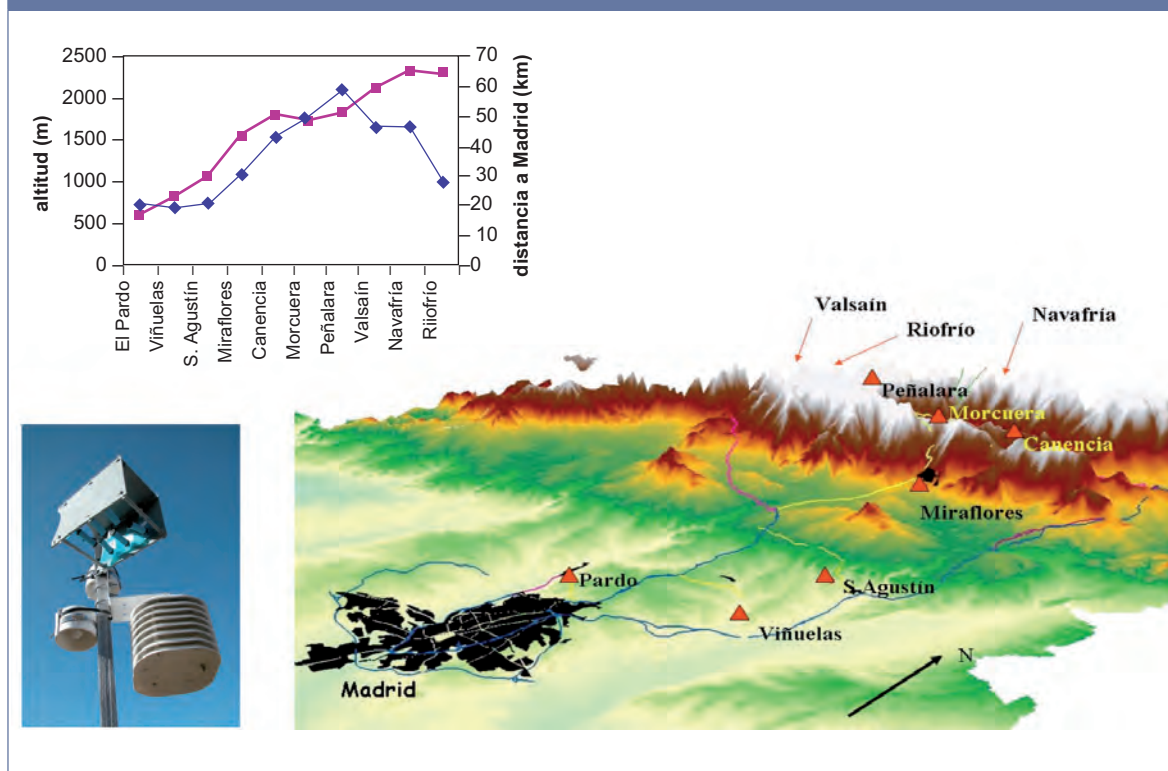 2500
2000
1500
1000
500
0
altitud (m)
70
60
50
40
30
20
10
0
distancia a Madrid (km)
El Pardo
Viñuelas
S. Agustín
Miraflores
Canencia
Morcuera
Peñalara
Valsaín
Navafría
Riiofrío
Valsaín
Riofrío
Navafría
Peñalara
Morcuera
Canencia
Miraflores
Pardo
S.Agustín
Viñuelas
Madrid
N